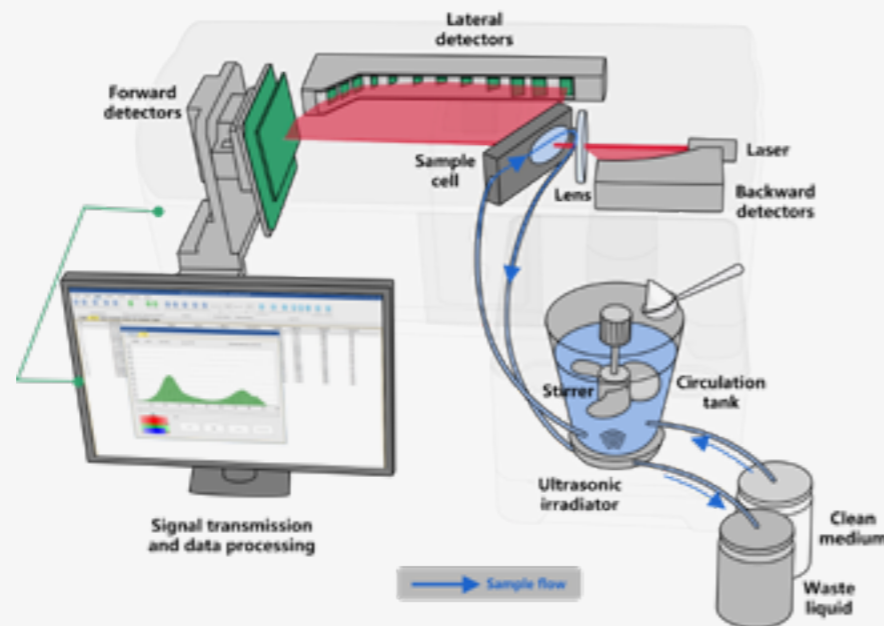 Lateral
detectors
Forward
detectors
Sample
cell
Lens
Laser
Backward
detectors
Stirrer
Circulation
tank
Ultrasonic
irradiator
Clean
medium
Waste
liquid
Signal transmission
and data processing
Sample flow